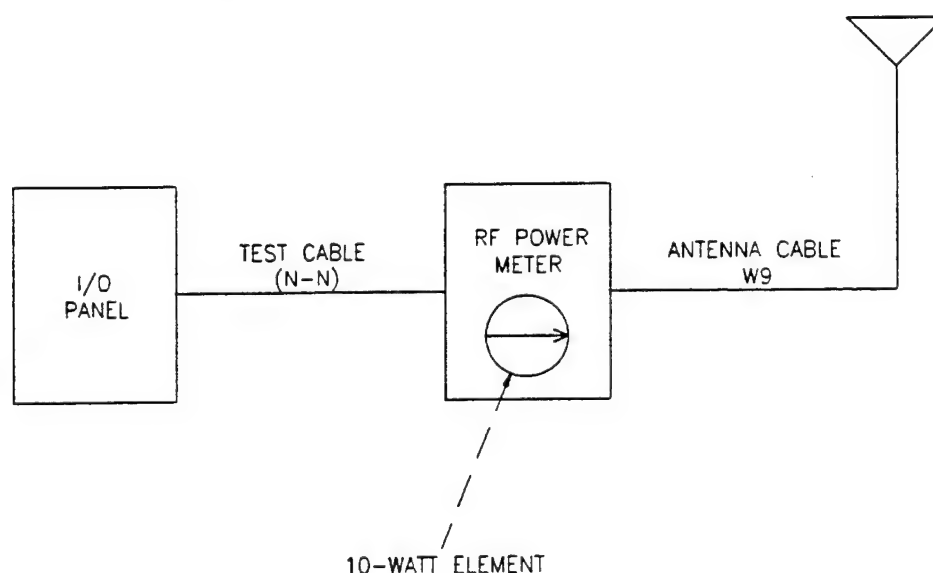 I/O
PANEL
TEST CABLE
(N-N)
RF POWER
METER
ANTENNA CABLE
W9
10-WATT ELEMENT